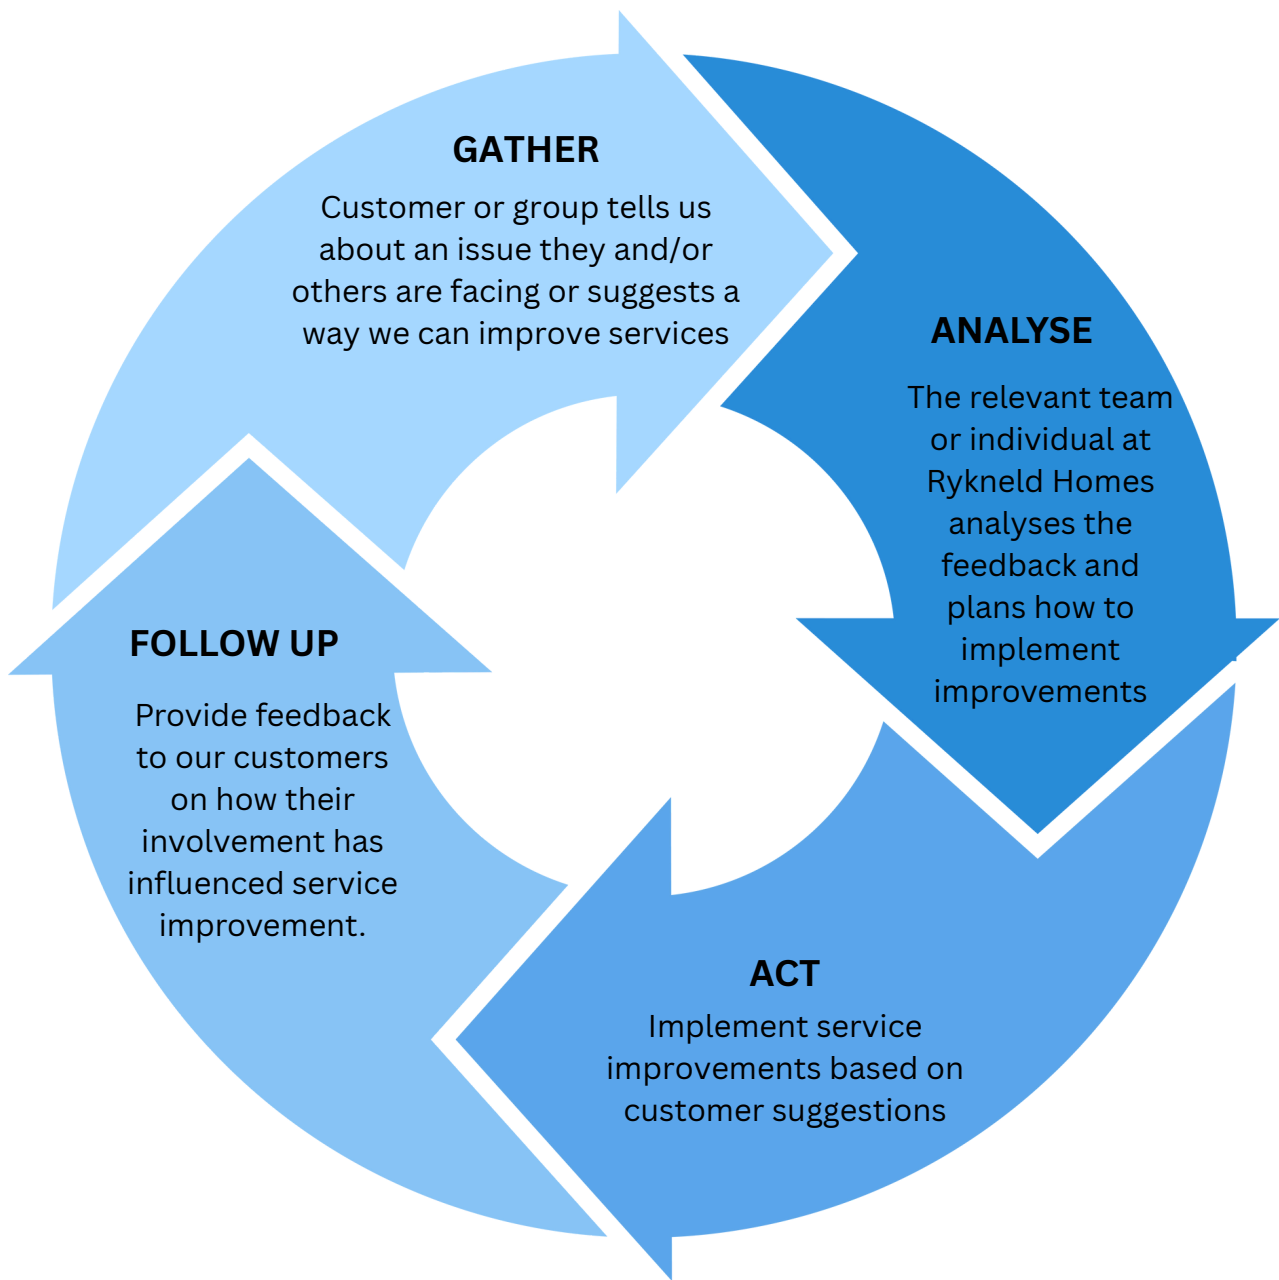 GATHER
Customer or group tells us
about an issue they and/or
others are facing or suggests a
way we can improve services
ANALYSE
The relevant team
or individual at
Rykneld Homes
analyses the
feedback and
plans how to
implement
improvements
ACT
Implement service
improvements based on
customer suggestions
FOLLOW UP
Provide feedback
to our customers
on how their
involvement has
influenced service
improvement.